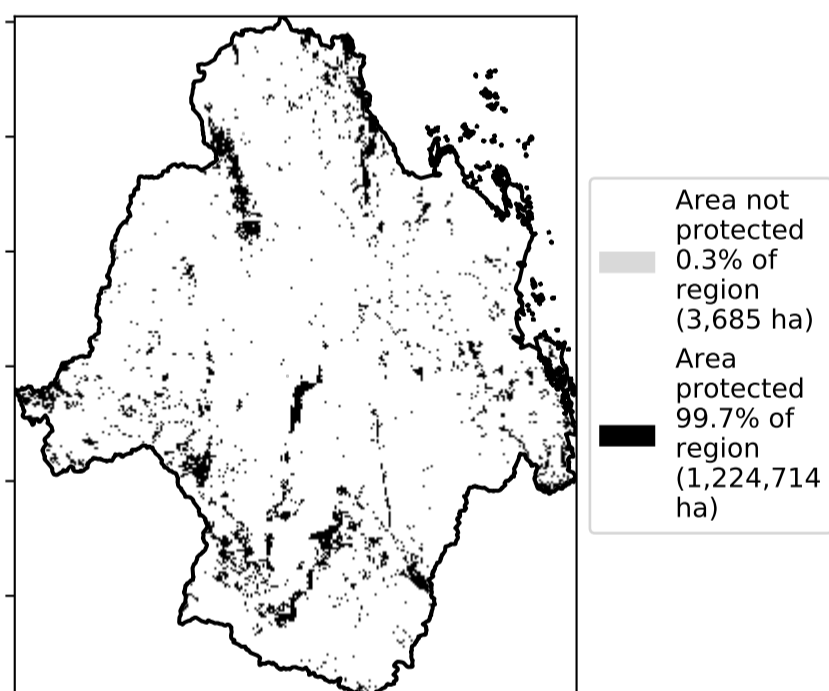 Area not
protected
0.3% of
region
(3,685 ha)
Area
protected
99.7% of
region
(1,224,714
ha)